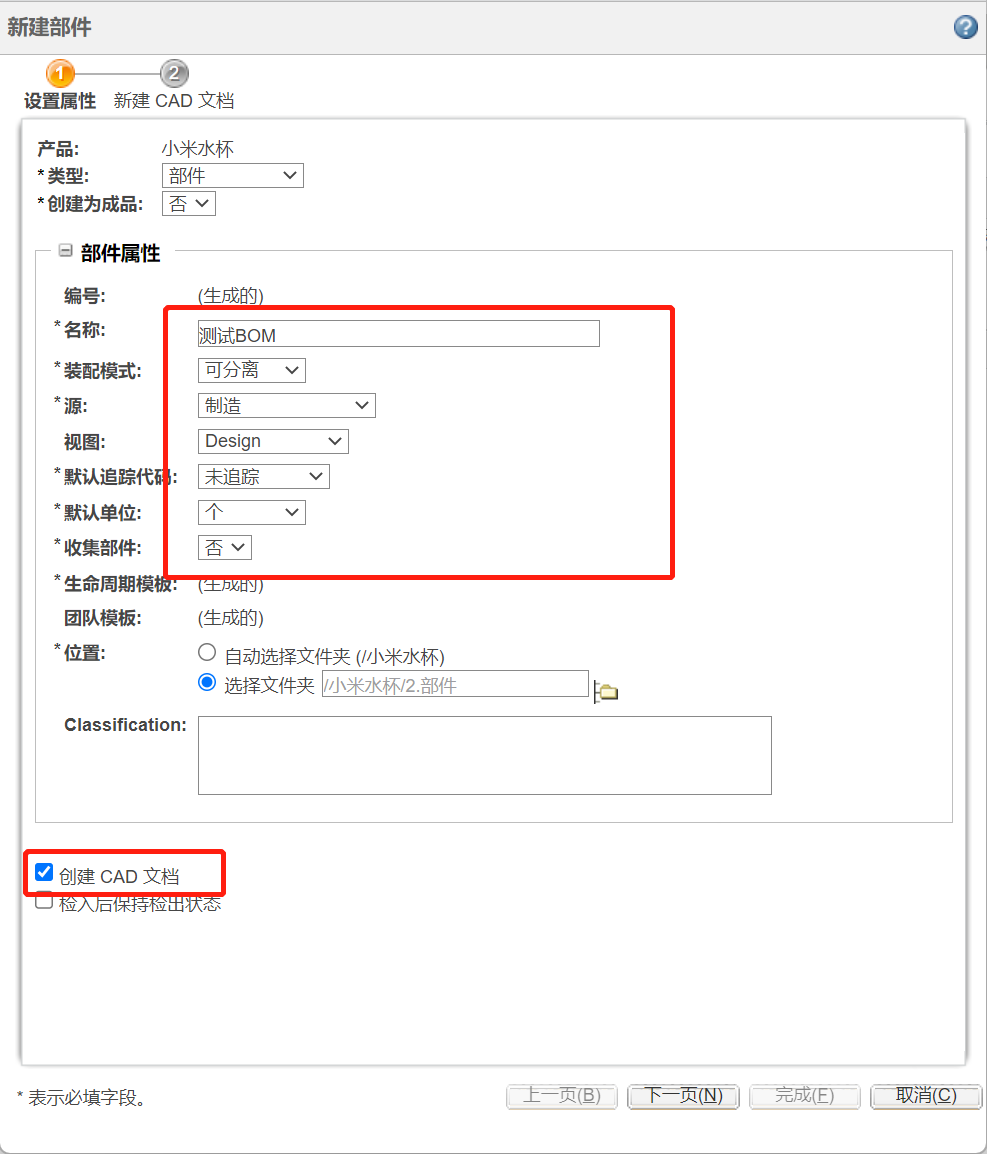 新建部件
1 2
设置属性 新建 CAD 文档
产品: 小米水杯
*类型: 部件
*创建为成品: 否
部件属性
编号: (生成的)
*名称: 测试BOM
*装配模式: 可分离
*源: 制造
视图: Design
*默认追踪代码: 未追踪
*默认单位: 个
*收集部件: 否
*生命周期模板: (生成的)
团队模板: (生成的)
*位置: 自动选择文件夹 (/小米水杯)
选择文件夹 /小米水杯/2.部件
Classification:
创建 CAD 文档
检入后保持检出状态
* 表示必填字段。 上一页(B) 下一页(N) 完成(F) 取消(C)